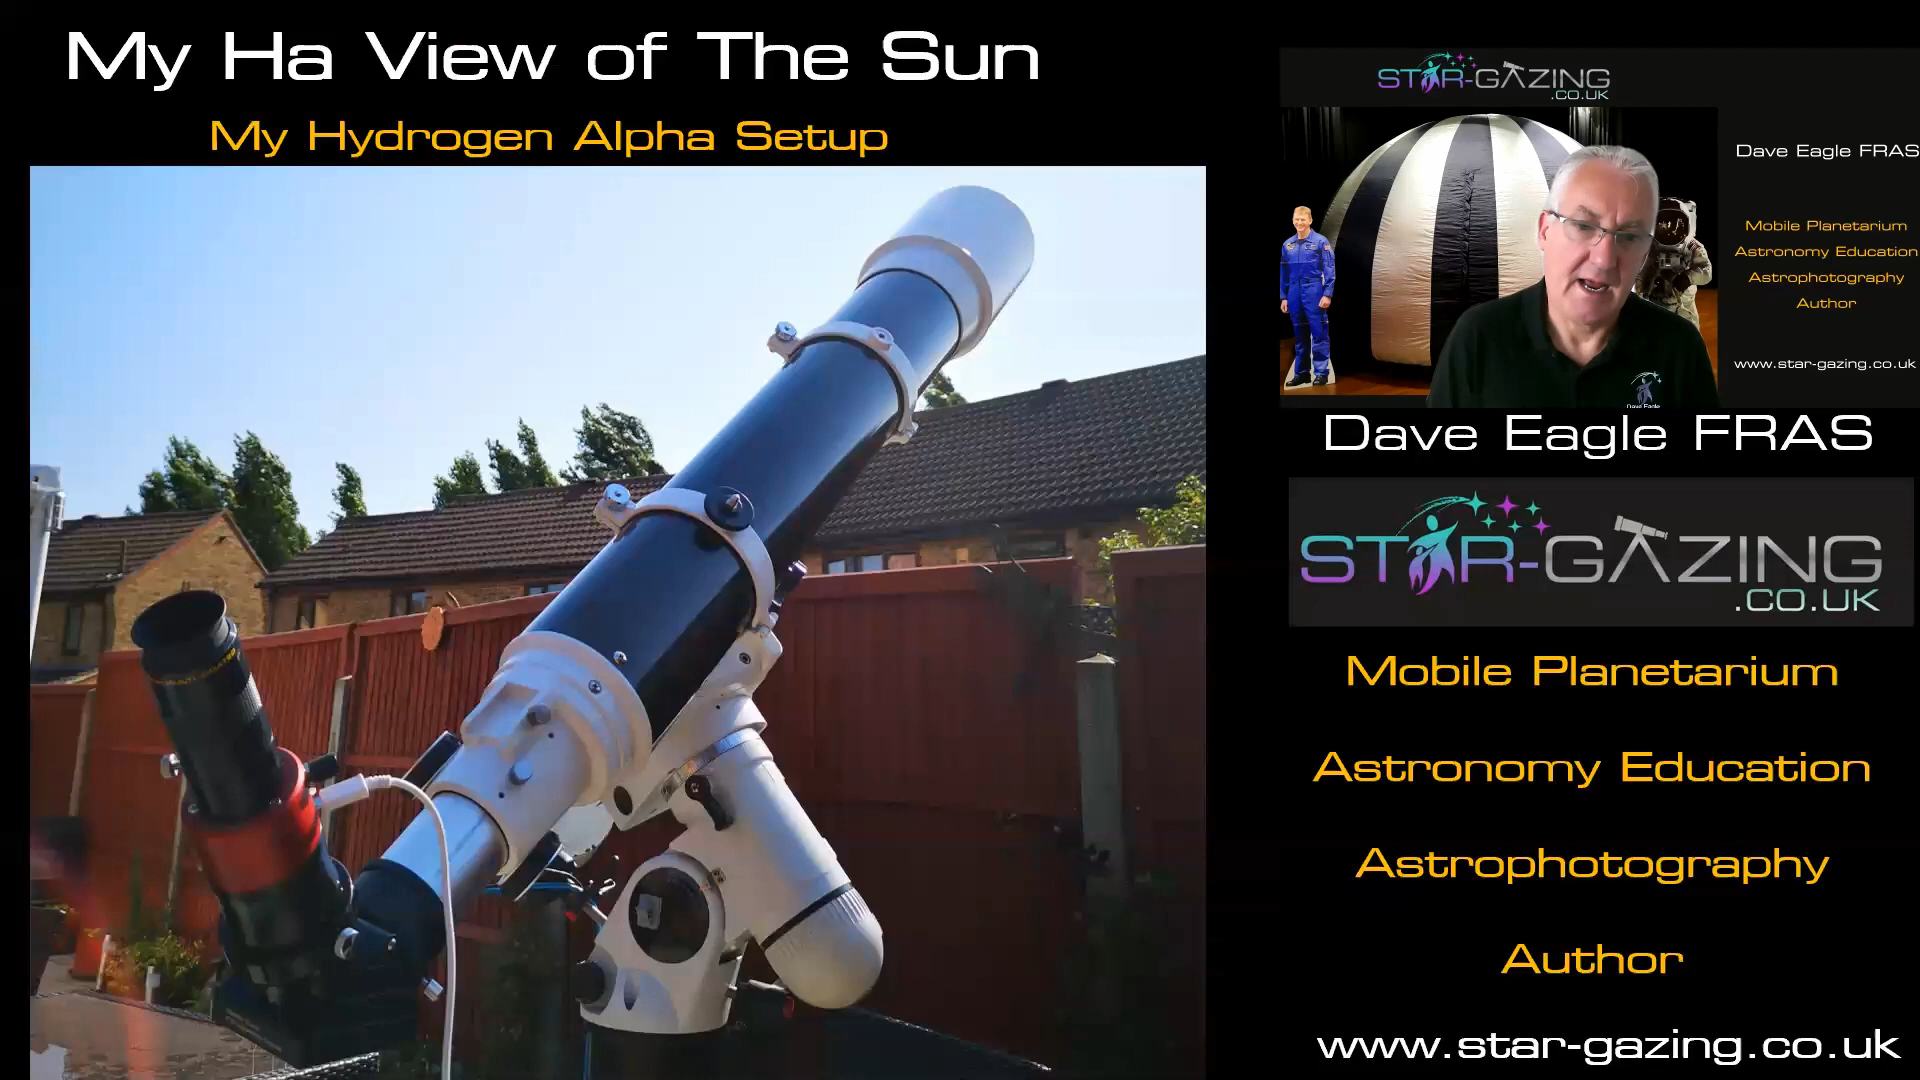 My Ha View of The Sun
My Hydrogen Alpha Setup
STAR-GAZING
.CO.UK
Dave Eagle FRAS
Mobile Planetarium
Astronomy Education
Astrophotography
Author
www.star-gazing.co.uk
Dave Eagle
Dave Eagle FRAS
STAR-GAZING
.CO.UK
Mobile Planetarium
Astronomy Education
Astrophotography
Author
www.star-gazing.co.uk